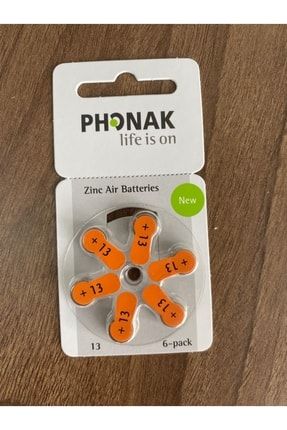 PHONAK
life is on
Zinc Air Batteries
New
+ 13
+ 13
+ 13
+ 13
+ 13
+ 13
13
6-pack